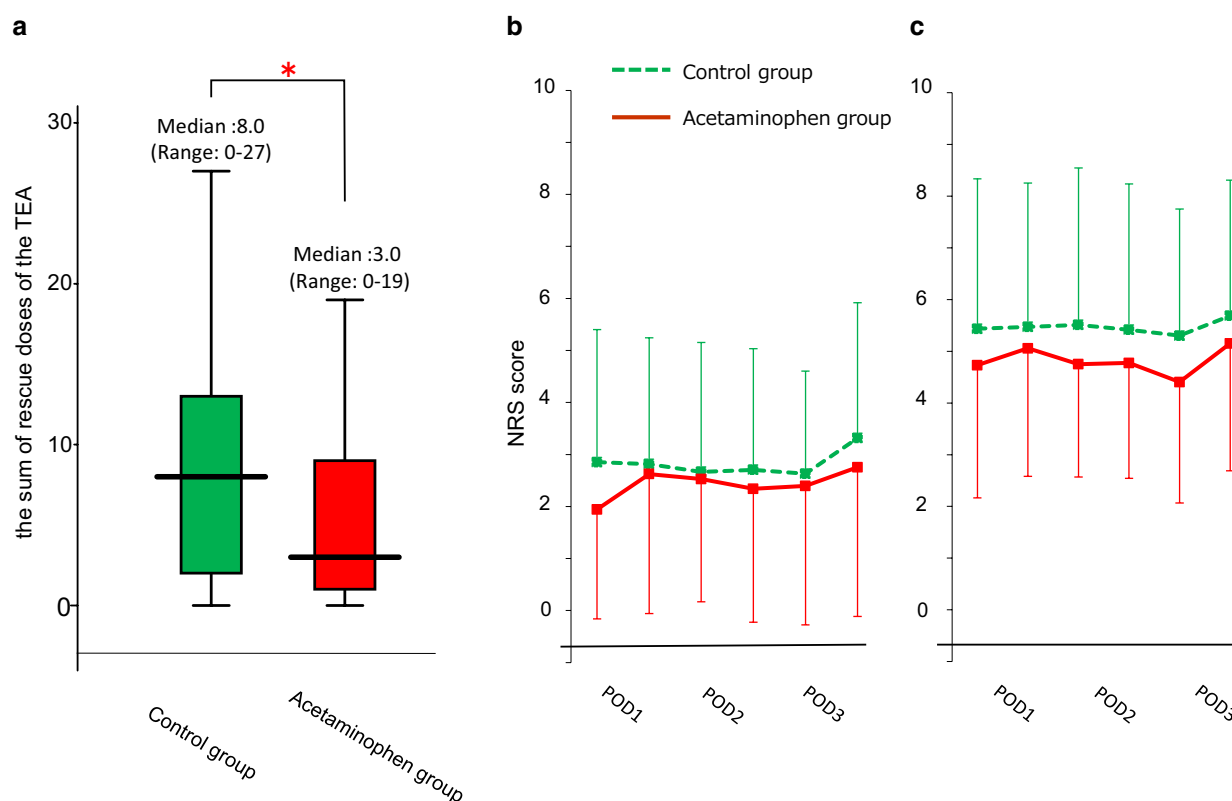 a
*
the sum of rescue doses of the TEA
30
20
10
0
Median :8.0
(Range: 0-27)
Median :3.0
(Range: 0-19)
Control group
Acetaminophen group
b
Control group
Acetaminophen group
NRS score
10
8
6
4
2
0
POD1
POD2
POD3
c
10
8
6
4
2
0
POD1
POD2
POD3